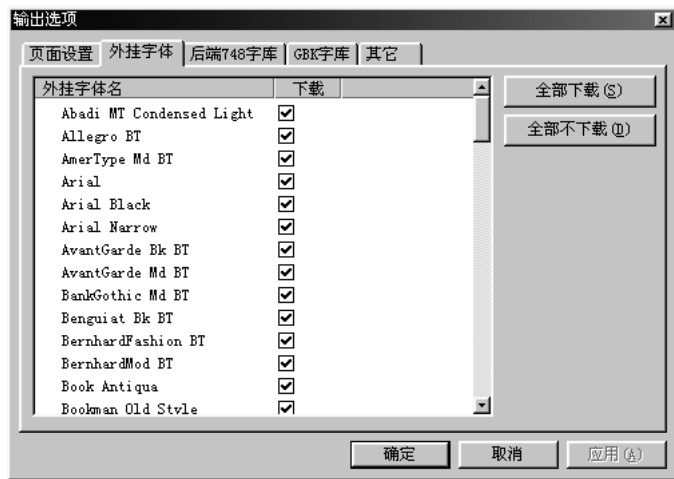 输出选项
页面设置 外挂字体 后端748字库 GBK字库 其它
外挂字体名 下载
全部下载(S)
全部不下载(D)
Abadi MT Condensed Light
Allegro BT
AmerType Md BT
Arial
Arial Black
Arial Narrow
AvantGarde Bk BT
AvantGarde Md BT
BankGothic Md BT
Benguiat Bk BT
BernhardFashion BT
BernhardMod BT
Book Antiqua
Bookman Old Style
确定 取消 应用(A)